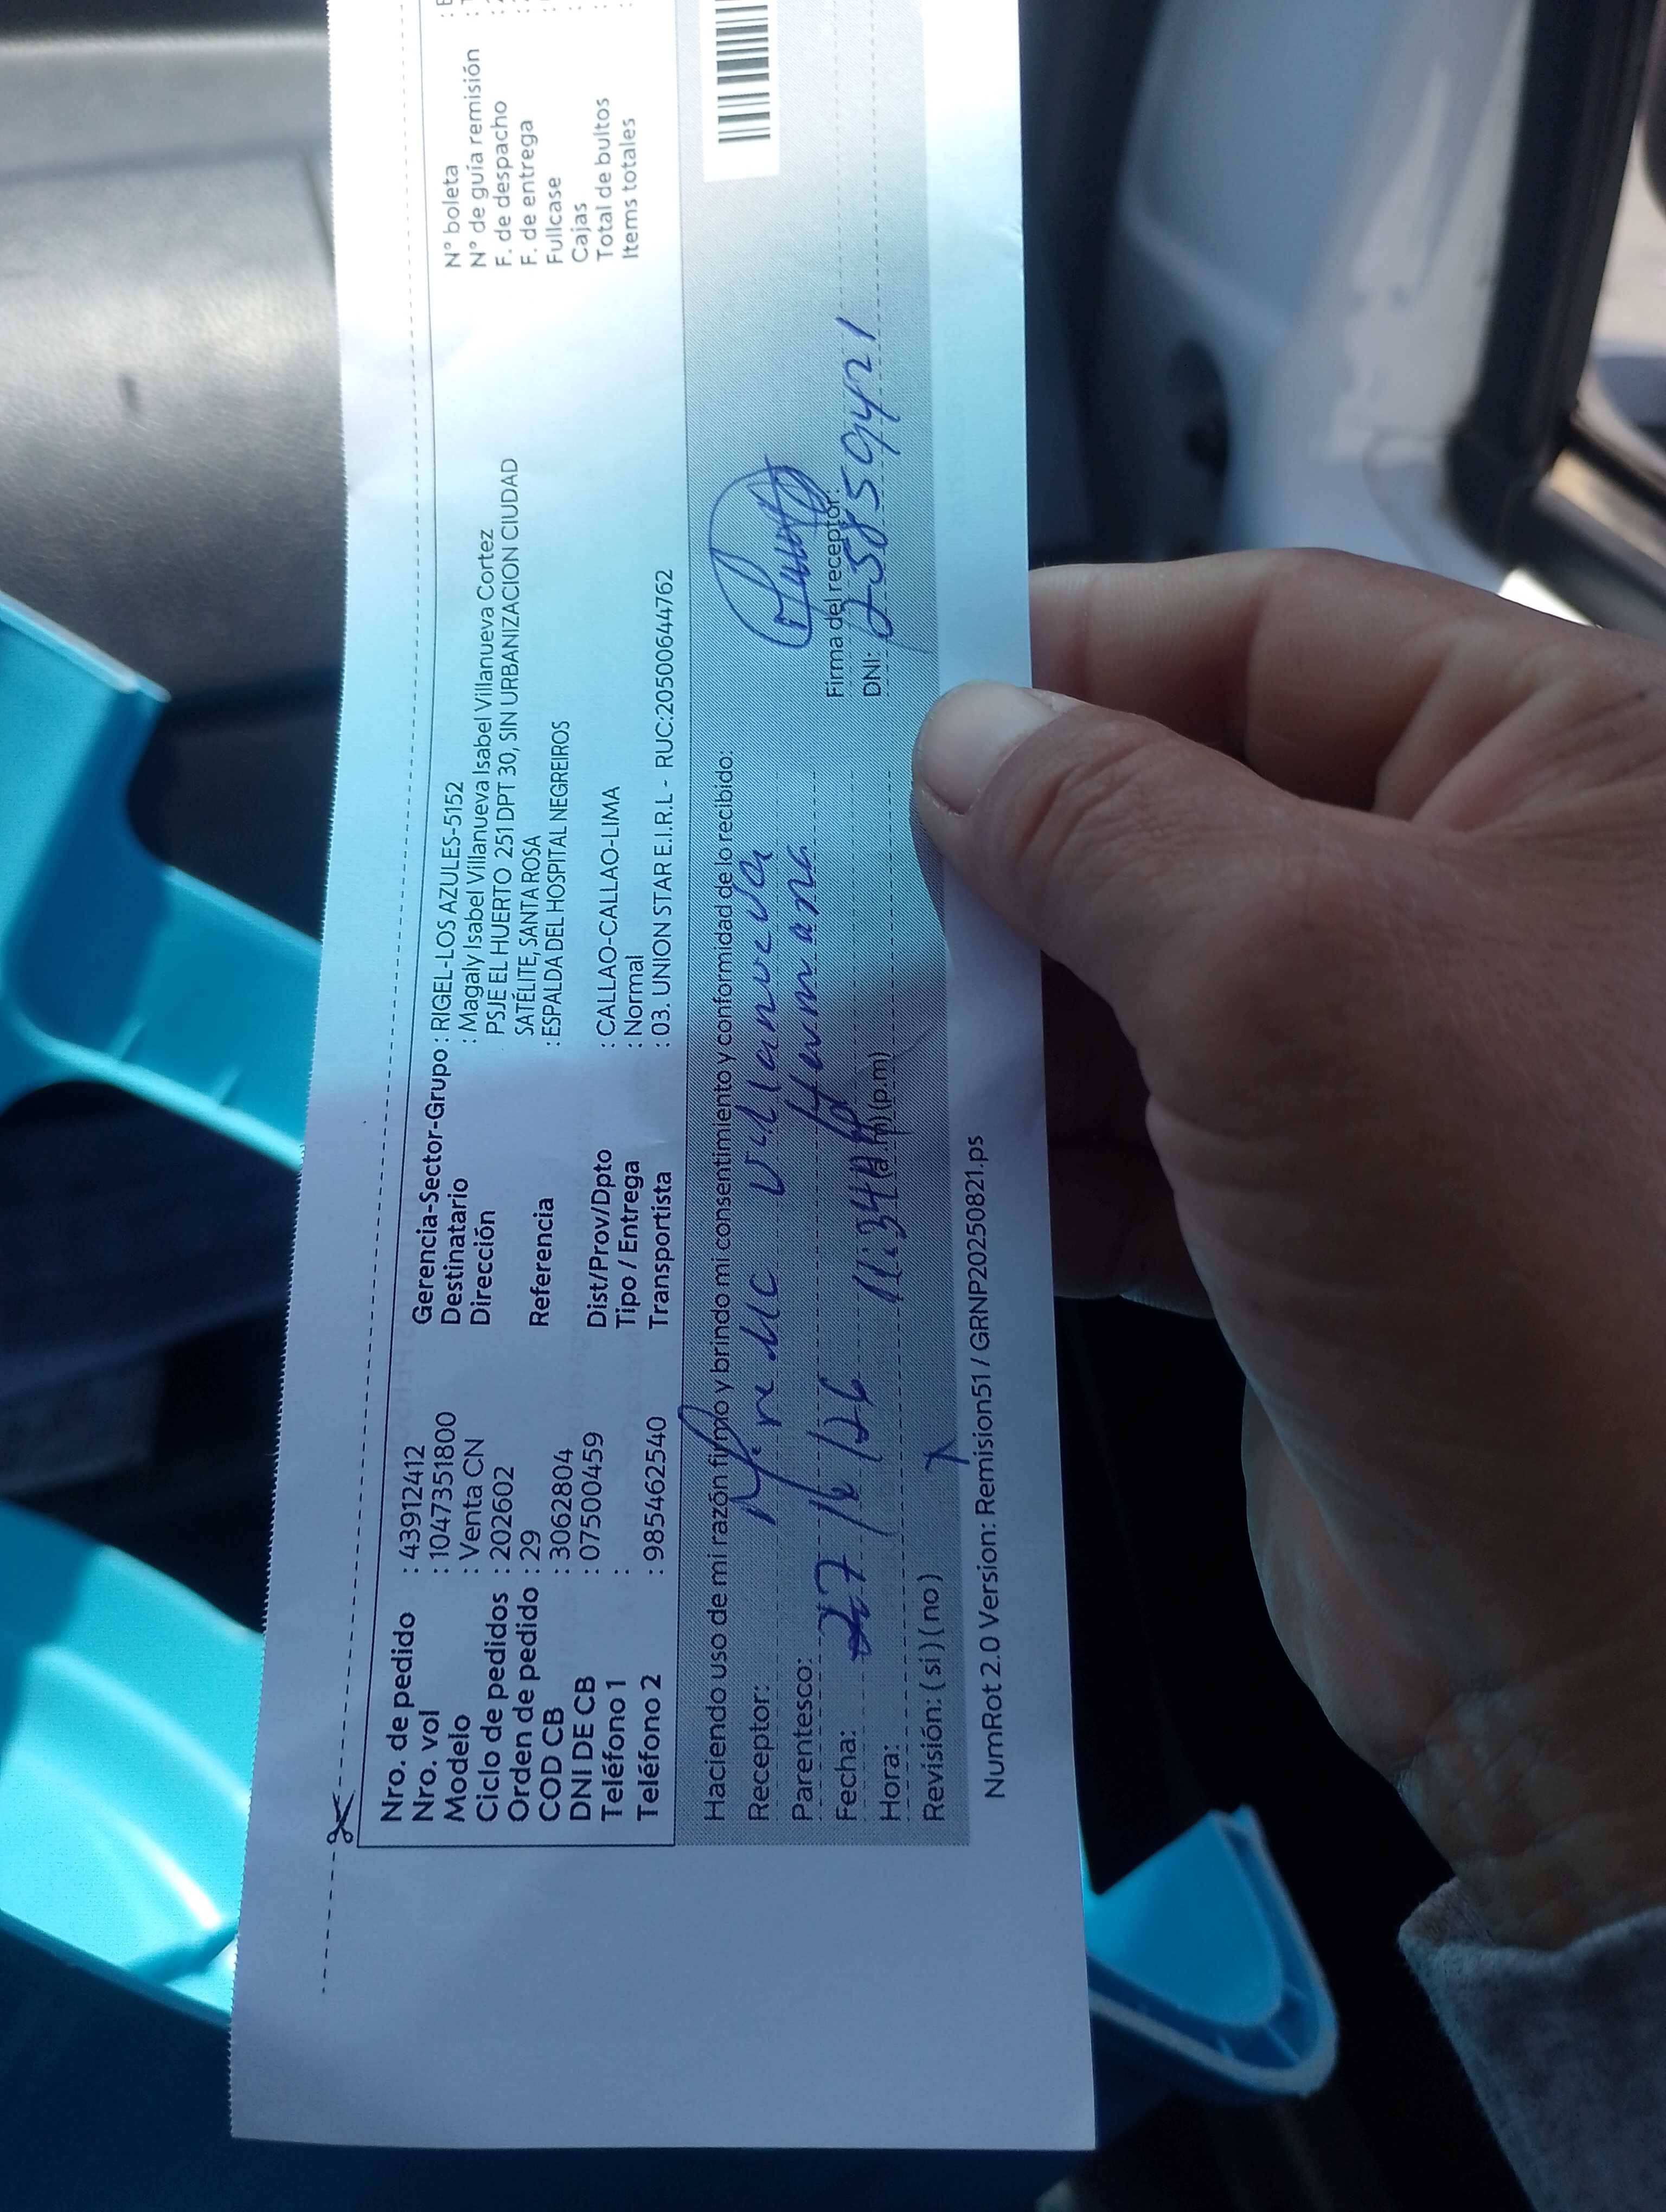 Nro. de pedido : 43912412
Nro. vol : 1047351800
Modelo : Venta CN
Ciclo de pedidos : 202602
Orden de pedido : 29
COD CB : 3062804
DNI DE CB : 07500459
Teléfono 1 :
Teléfono 2 : 985462540
Gerencia-Sector-Grupo : RIGEL-LOS AZULES-5152
Destinatario : Magaly Isabel Villanueva Isabel Villanueva Cortez
Dirección PSJE EL HUERTO 251 DPT 30, SIN URBANIZACION CIUDAD
SATÉLITE, SANTA ROSA
Referencia : ESPALDA DEL HOSPITAL NEGREIROS
Dist/Prov/Dpto : CALLAO-CALLAO-LIMA
Tipo / Entrega : Normal
Transportista : 03. UNION STAR E.I.R.L - RUC:20500644762
N° boleta
N° de guía remisión
F. de despacho
F. de entrega
Fullcase
Cajas
Total de bultos
Items totales
Haciendo uso de mi razón firmo y brindo mi consentimiento y conformidad de lo recibido:
Receptor: Villanueva
Parentesco: Hermana
Fecha:
Hora: 11:34 (a.m) (p.m)
Revisión: ( si ) ( no )
Firma del receptor:
DNI: 25859421
NumRot 2.0 Version: Remision51 / GRNP20250821.ps